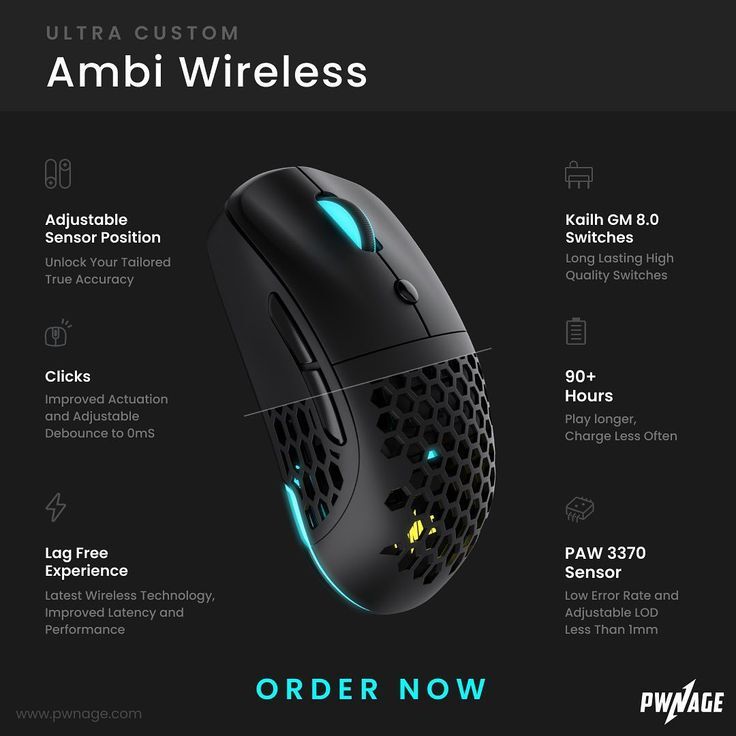 ULTRA CUSTOM
Ambi Wireless
Adjustable
Sensor Position
Unlock Your Tailored
True Accuracy
Clicks
Improved Actuation
and Adjustable
Debounce to 0mS
Lag Free
Experience
Latest Wireless Technology,
Improved Latency and
Performance
Kailh GM 8.0
Switches
Long Lasting High
Quality Switches
90+
Hours
Play longer,
Charge Less Often
PAW 3370
Sensor
Low Error Rate and
Adjustable LOD
Less Than 1mm
ORDER NOW
www.pwnage.com
PWNAGE